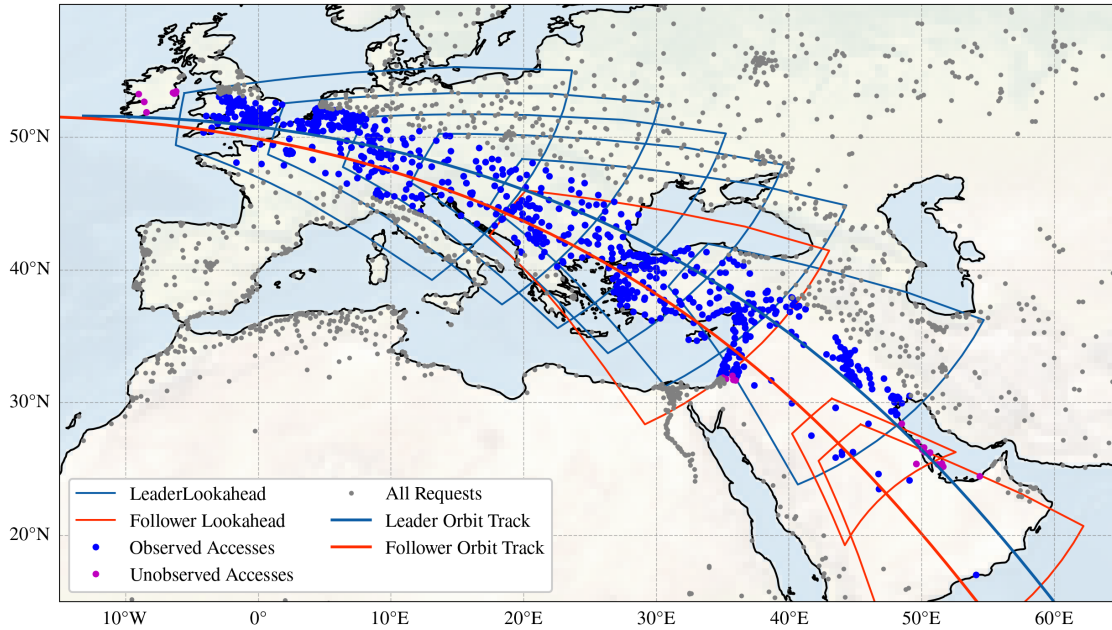 50°N
40°N
30°N
20°N
LeaderLookahead
Follower Lookahead
Observed Accesses
Unobserved Accesses
All Requests
Leader Orbit Track
Follower Orbit Track
10°W
0°
10°E
20°E
30°E
40°E
50°E
60°E